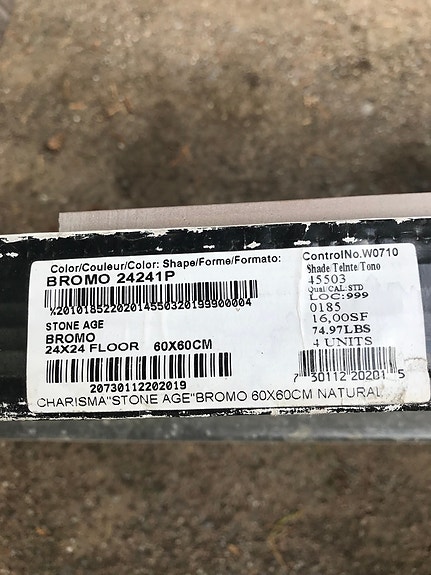 Color/Couleur/Color: Shape/Forme/Formato:
BROMO 24241P
%20101852202014550320199900004
STONE AGE
BROMO
24X24 FLOOR 60X60CM
20730112202019
CHARISMA"STONE AGE"BROMO 60X60CM NATURAL
ControlNo.W0710
Shade/Teinte/Tono
45503
Qual:CAL.STD
LOC:999
0185
16,00SF
74.97LBS
4 UNITS
7 30112 20201 5